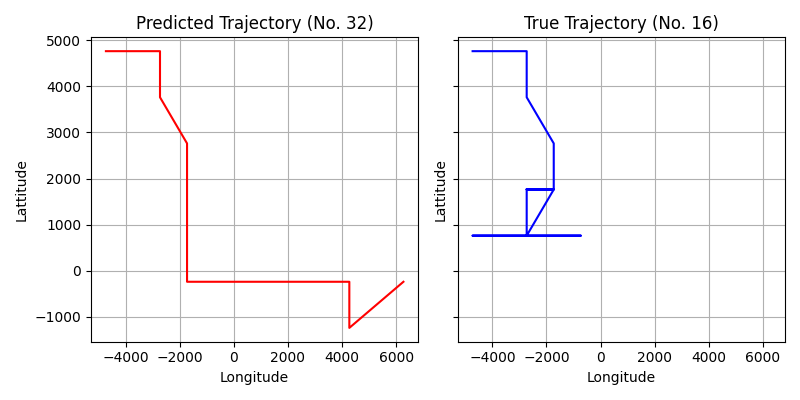 Predicted Trajectory (No. 32)
True Trajectory (No. 16)
5000
4000
3000
2000
1000
0
−1000
Lattitude
Lattitude
−4000 −2000 0 2000 4000 6000
−4000 −2000 0 2000 4000 6000
Longitude
Longitude